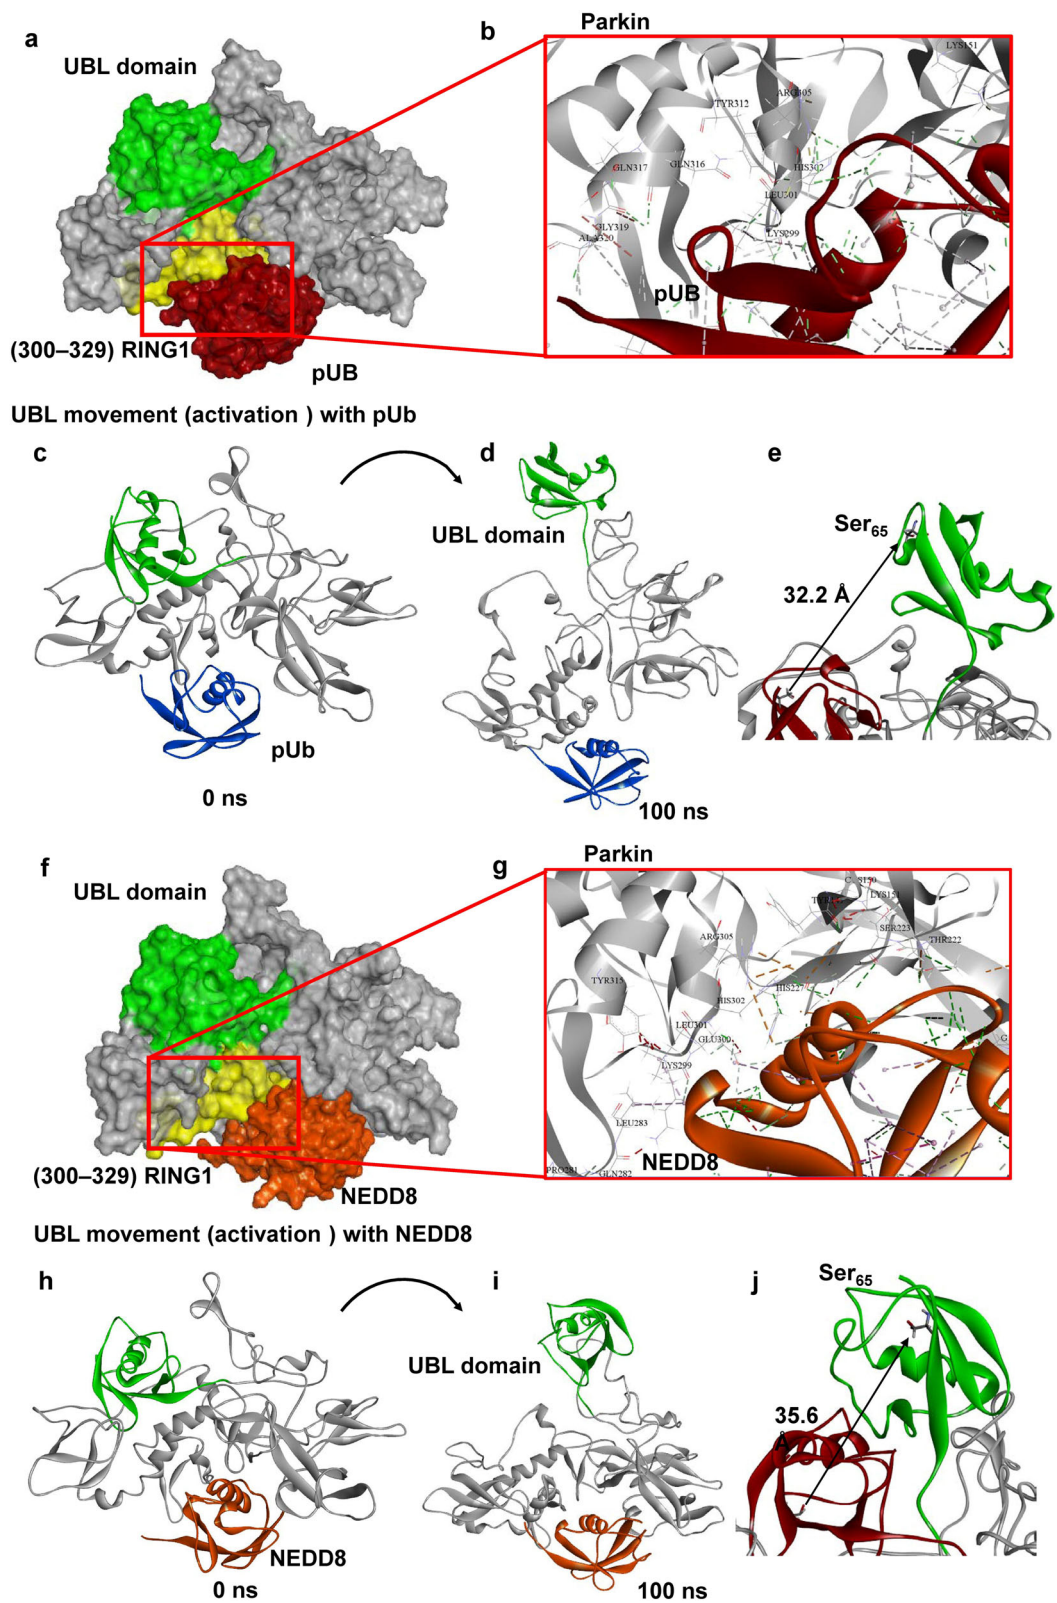 a
UBL domain
(300–329) RING1
pUB
b
Parkin
LYS151
ARG305
TYR312
GLN317
GLN316
HIS302
LEU301
GLY319
LYS299
ALA320
pUB
UBL movement (activation ) with pUb
c
pUb
0 ns
d
UBL domain
100 ns
e
Ser65
32.2 Å
f
UBL domain
(300–329) RING1
NEDD8
g
Parkin
LYS151
SER223
ARG305
THR222
TYR315
HIS227
HIS302
LEU301
GLU300
LYS299
LEU283
NEDD8
PRO281
GLN282
UBL movement (activation ) with NEDD8
h
NEDD8
0 ns
i
UBL domain
100 ns
j
Ser65
35.6
Å